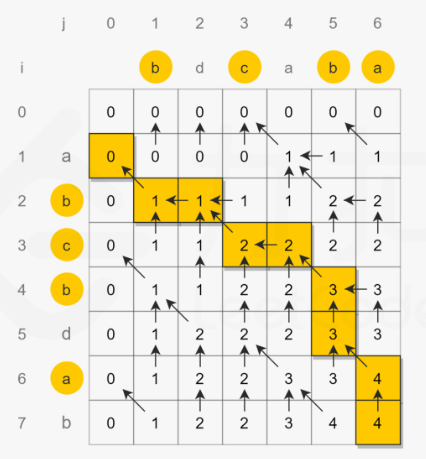 j 0 1 2 3 4 5 6
i b d c a b a
0 0 0 0 0 0 0 0
1 a 0 0 0 0 1 1 1
2 b 0 1 1 1 1 2 2
3 c 0 1 1 2 2 2 2
4 b 0 1 1 2 2 3 3
5 d 0 1 2 2 2 3 3
6 a 0 1 2 2 3 3 4
7 b 0 1 2 2 3 4 4